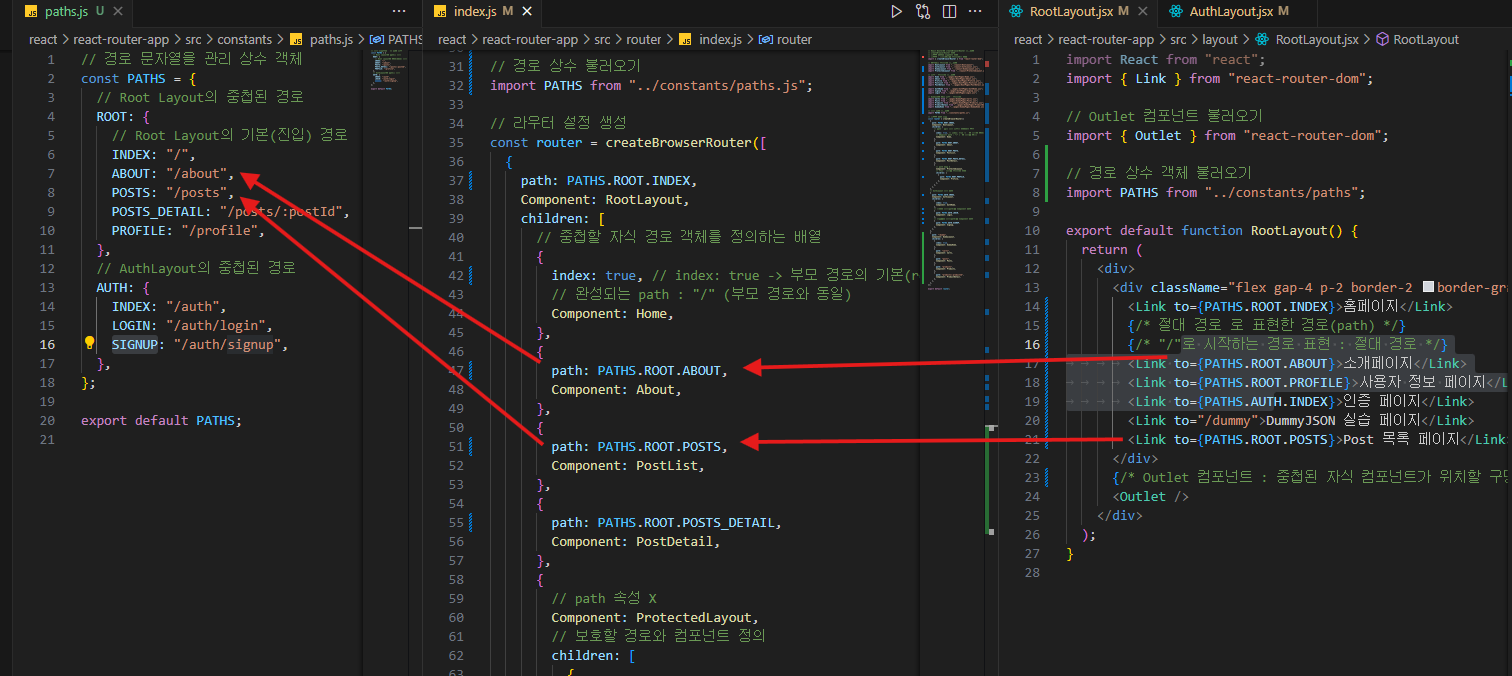 paths.js U
react > react-router-app > src > constants > paths.js > PATHS
1 // 경로 문자열을 관리 상수 객체
2 const PATHS = {
3 // Root Layout의 중첩된 경로
4 ROOT: {
5 // Root Layout의 기본(진입) 경로
6 INDEX: "/",
7 ABOUT: "/about",
8 POSTS: "/posts",
9 POSTS_DETAIL: "/posts/:postId",
10 PROFILE: "/profile",
11 },
12 // AuthLayout의 중첩된 경로
13 AUTH: {
14 INDEX: "/auth",
15 LOGIN: "/auth/login",
16 SIGNUP: "/auth/signup",
17 },
18 };
19
20 export default PATHS;
21
index.js M
react > react-router-app > src > router > index.js > router
31 // 경로 상수 불러오기
32 import PATHS from "../constants/paths.js";
33
34 // 라우터 설정 생성
35 const router = createBrowserRouter([
36 {
37 path: PATHS.ROOT.INDEX,
38 Component: RootLayout,
39 children: [
40 // 중첩할 자식 경로 객체를 정의하는 배열
41 {
42 index: true, // index: true -> 부모 경로의 기본(r
43 // 완성되는 path : "/" (부모 경로와 동일)
44 Component: Home,
45 },
46 {
47 path: PATHS.ROOT.ABOUT,
48 Component: About,
49 },
50 {
51 path: PATHS.ROOT.POSTS,
52 Component: PostList,
53 },
54 {
55 path: PATHS.ROOT.POSTS_DETAIL,
56 Component: PostDetail,
57 },
58 {
59 // path 속성 X
60 Component: ProtectedLayout,
61 // 보호할 경로와 컴포넌트 정의
62 children: [
63 {
RootLayout.jsx M AuthLayout.jsx M
react > react-router-app > src > layout > RootLayout.jsx > RootLayout
1 import React from "react";
2 import { Link } from "react-router-dom";
3
4 // Outlet 컴포넌트 불러오기
5 import { Outlet } from "react-router-dom";
6
7 // 경로 상수 객체 불러오기
8 import PATHS from "../constants/paths";
9
10 export default function RootLayout() {
11 return (
12 <div>
13 <div className="flex gap-4 p-2 border-2 border-gr
14 <Link to={PATHS.ROOT.INDEX}>홈페이지</Link>
15 {/* 절대 경로 로 표현한 경로(path) */}
16 {/* "/"로 시작하는 경로 표현 : 절대 경로 */}
17 <Link to={PATHS.ROOT.ABOUT}>소개페이지</Link>
18 <Link to={PATHS.ROOT.PROFILE}>사용자 정보 페이지</L
19 <Link to={PATHS.AUTH.INDEX}>인증 페이지</Link>
20 <Link to="/dummy">DummyJSON 실습 페이지</Link>
21 <Link to={PATHS.ROOT.POSTS}>Post 목록 페이지</Link
22 </div>
23 {/* Outlet 컴포넌트 : 중첩된 자식 컴포넌트가 위치할 구멍
24 <Outlet />
25 </div>
26 );
27 }
28